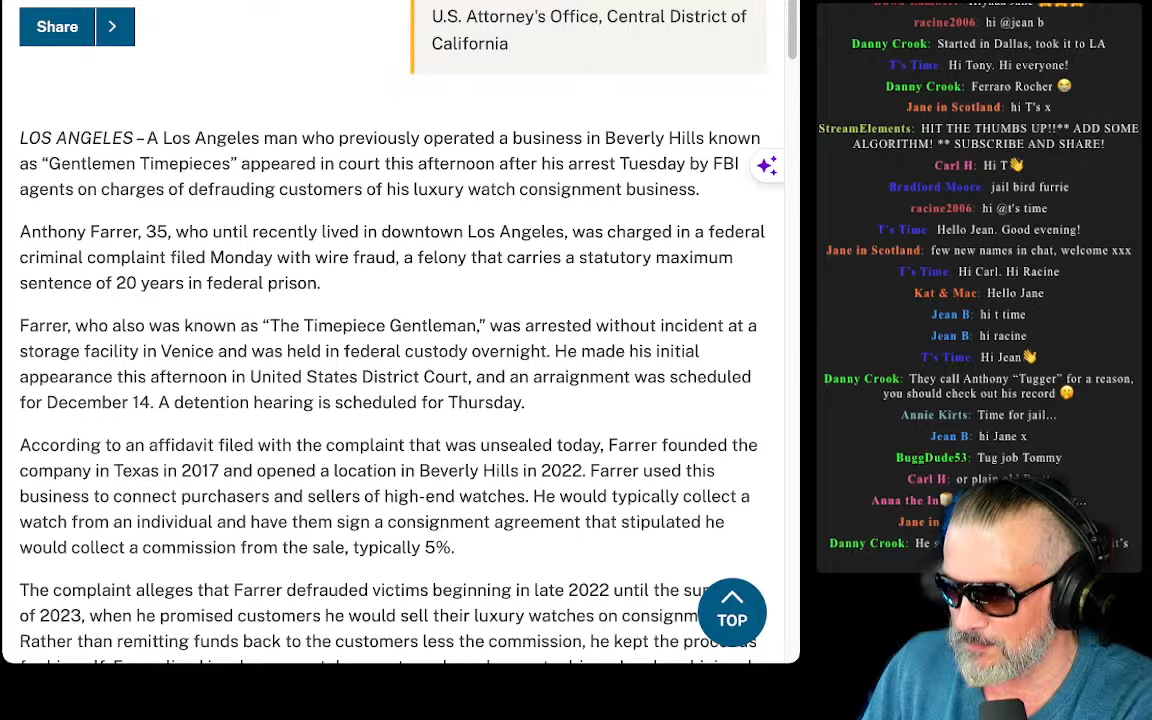 Share
U.S. Attorney's Office, Central District of
California
LOS ANGELES – A Los Angeles man who previously operated a business in Beverly Hills known
as “Gentlemen Timepieces” appeared in court this afternoon after his arrest Tuesday by FBI
agents on charges of defrauding customers of his luxury watch consignment business.
Anthony Farrer, 35, who until recently lived in downtown Los Angeles, was charged in a federal
criminal complaint filed Monday with wire fraud, a felony that carries a statutory maximum
sentence of 20 years in federal prison.
Farrer, who also was known as “The Timepiece Gentleman,” was arrested without incident at a
storage facility in Venice and was held in federal custody overnight. He made his initial
appearance this afternoon in United States District Court, and an arraignment was scheduled
for December 14. A detention hearing is scheduled for Thursday.
According to an affidavit filed with the complaint that was unsealed today, Farrer founded the
company in Texas in 2017 and opened a location in Beverly Hills in 2022. Farrer used this
business to connect purchasers and sellers of high-end watches. He would typically collect a
watch from an individual and have them sign a consignment agreement that stipulated he
would collect a commission from the sale, typically 5%.
The complaint alleges that Farrer defrauded victims beginning in late 2022 until the
of 2023, when he promised customers he would sell their luxury watches on
Rather than remitting funds back to the customers less the commission, he kept the
TOP
racine2006: hi @jean b
Danny Crook: Started in Dallas, took it to LA
T's Time: Hi Tony. Hi everyone!
Danny Crook: Ferraro Rocher 😭
Jane in Scotland: hi T's x
StreamElements: HIT THE THUMBS UP!!** ADD SOME
ALGORITHM! ** SUBSCRIBE AND SHARE!
Carl H: Hi T👋
Bradford Moore: jail bird furrie
racine2006: hi @t's time
T's Time: Hello Jean. Good evening!
Jane in Scotland: few new names in chat, welcome xxx
T's Time: Hi Carl. Hi Racine
Kat & Mac: Hello Jane
Jean B: hi t time
Jean B: hi racine
T's Time: Hi Jean👋
Danny Crook: They call Anthony “Tugger” for a reason,
you should check out his record 🤭
Annie Kirts: Time for jail...
Jean B: hi Jane x
BuggDude53: Tug job Tommy
Carl H: or plain old
Anna the In
Jane in
Danny Crook: He